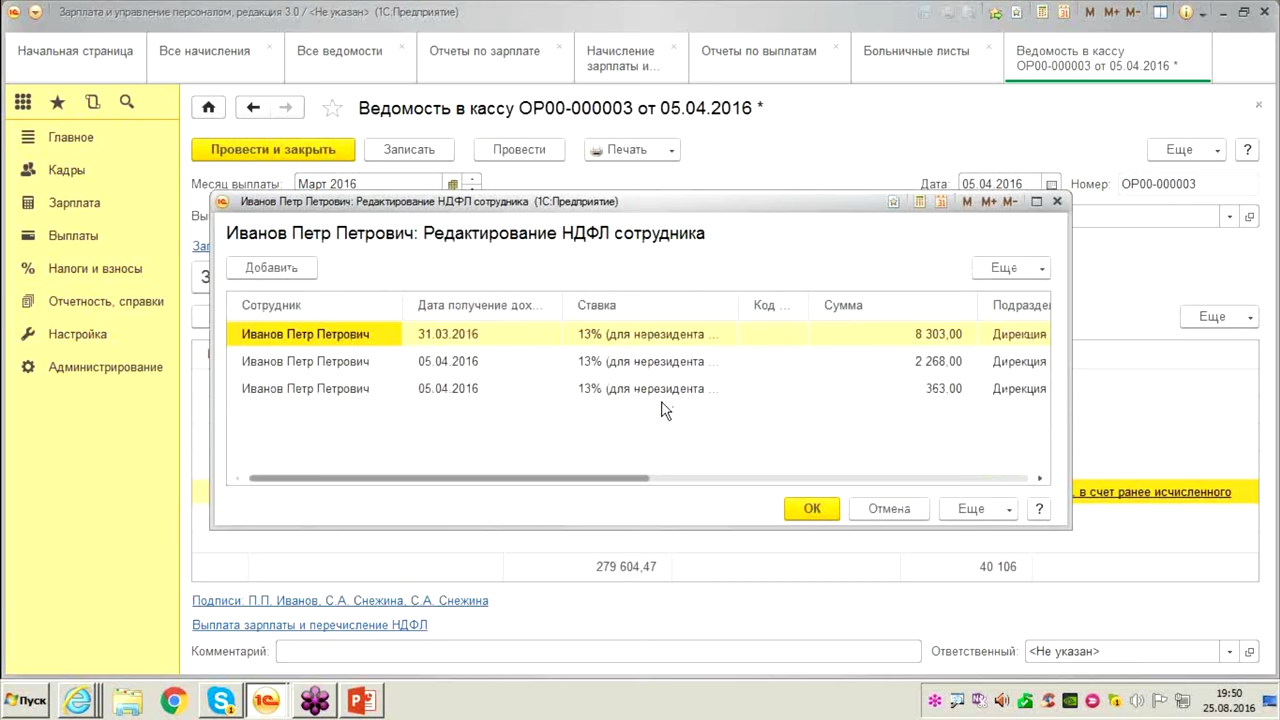 Зарплата и управление персоналом, редакция 3.0 / <Не указан> (1С:Предприятие)
M M+ M-
Начальная страница
Все начисления
Все ведомости
Отчеты по зарплате
Начисление зарплаты и...
Отчеты по выплатам
Больничные листы
Ведомость в кассу ОР00-000003 от 05.04.2016 *
Главное
Кадры
Зарплата
Выплаты
Налоги и взносы
Отчетность, справки
Настройка
Администрирование
Ведомость в кассу ОР00-000003 от 05.04.2016 *
Провести и закрыть
Записать
Провести
Печать
Еще
?
Месяц выплаты: Март 2016
Дата: 05.04.2016
Номер: ОР00-000003
Еще
Иванов Петр Петрович: Редактирование НДФЛ сотрудника (1С:Предприятие)
M M+ M-
Иванов Петр Петрович: Редактирование НДФЛ сотрудника
Добавить
Еще
Сотрудник Дата получение дох... Ставка Код ... Сумма Подраздел
Иванов Петр Петрович 31.03.2016 13% (для нерезидента ... 8 303,00 Дирекция
Иванов Петр Петрович 05.04.2016 13% (для нерезидента ... 2 268,00 Дирекция
Иванов Петр Петрович 05.04.2016 13% (для нерезидента ... 363,00 Дирекция
ОК
Отмена
Еще
?
в счет ранее исчисленного
279 604,47
40 106
Подписи: П.П. Иванов, С.А. Снежина, С.А. Снежина
Выплата зарплаты и перечисление НДФЛ
Комментарий:
Ответственный: <Не указан>
Пуск
19:50
25.08.2016